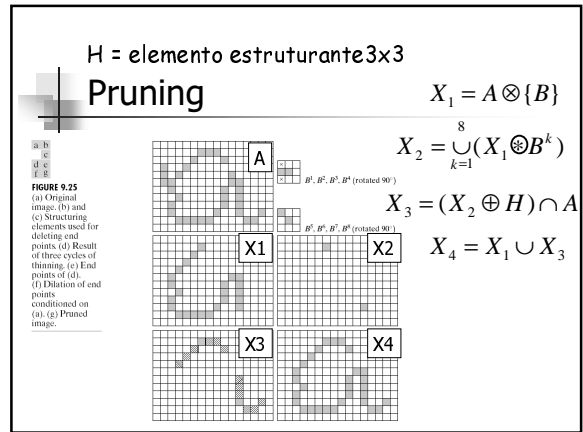 H = elemento estruturante3x3
Pruning
X₁ = A ⊗ {B}
X₂ = ∪ₖ₌₁⁸ (X₁ ⊛ Bᵏ)
X₃ = (X₂ ⊕ H) ∩ A
X₄ = X₁ ∪ X₃
a b
c
d e
f g
FIGURE 9.25
(a) Original
image. (b) and
(c) Structuring
elements used for
deleting end
points. (d) Result
of three cycles of
thinning. (e) End
points of (d).
(f) Dilation of end
points
conditioned on
(a). (g) Pruned
image.
A
B¹, B², B³, B⁴ (rotated 90°)
B⁵, B⁶, B⁷, B⁸ (rotated 90°)
X1
X2
X3
X4